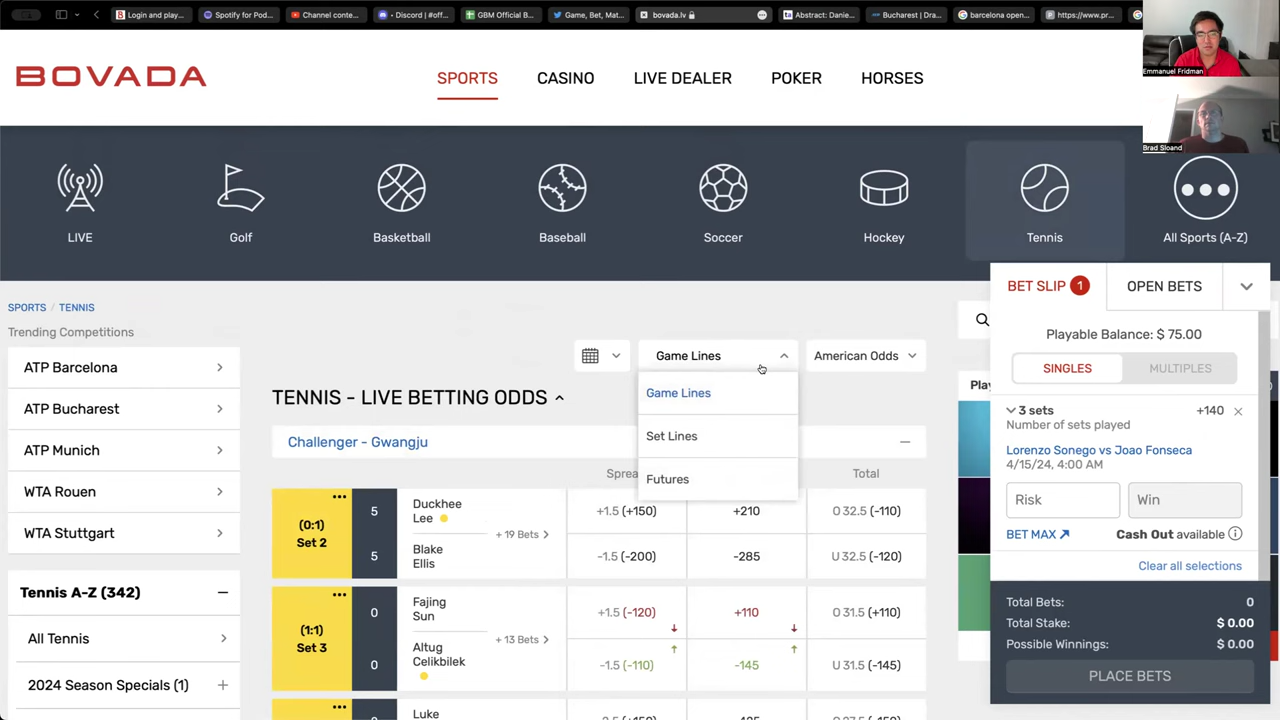 Login and play...
Spotify for Pod...
Channel conte...
Discord | #off...
GBM Official B...
Game, Bet, Mat...
bovada.lv
Abstract: Danie...
Bucharest | Dra...
barcelona open...
https://www.pr...
Emmanuel Fridman
Brad Sloand
BOVADA
SPORTS
CASINO
LIVE DEALER
POKER
HORSES
LIVE
Golf
Basketball
Baseball
Soccer
Hockey
Tennis
All Sports (A-Z)
SPORTS / TENNIS
Trending Competitions
ATP Barcelona
ATP Bucharest
ATP Munich
WTA Rouen
WTA Stuttgart
Tennis A-Z (342)
All Tennis
2024 Season Specials (1)
Game Lines
American Odds
Game Lines
Set Lines
Futures
TENNIS - LIVE BETTING ODDS
Challenger - Gwangju
Total
(0:1)
Set 2
5
5
Duckhee
Lee
Blake
Ellis
+ 19 Bets
+1.5 (+150)
+210
O 32.5 (-110)
-1.5 (-200)
-285
U 32.5 (-120)
(1:1)
Set 3
0
0
Fajing
Sun
Altug
Celikbilek
+ 13 Bets
+1.5 (-120)
+110
O 31.5 (+110)
-1.5 (-110)
-145
U 31.5 (-145)
Luke
BET SLIP 1
OPEN BETS
Playable Balance: $ 75.00
SINGLES
MULTIPLES
3 sets
+140
Number of sets played
Lorenzo Sonego vs Joao Fonseca
4/15/24, 4:00 AM
Risk
Win
BET MAX
Cash Out available
Clear all selections
Total Bets:
0
Total Stake:
$ 0.00
Possible Winnings:
$ 0.00
PLACE BETS